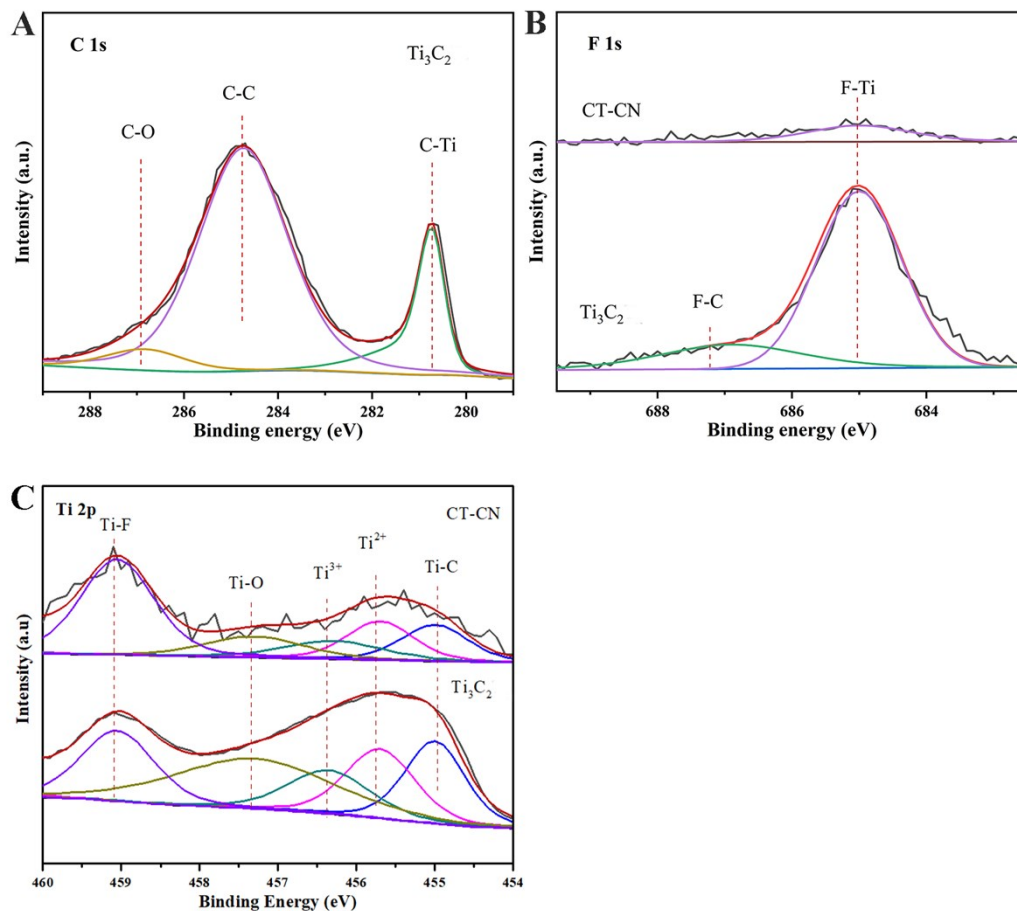 A
C 1s
Ti₃C₂
C-C
C-O
C-Ti
Intensity (a.u.)
288 286 284 282 280
Binding energy (eV)
B
F 1s
F-Ti
CT-CN
F-C
Ti₃C₂
Intensity (a.u.)
688 686 684
Binding energy (eV)
C
Ti 2p
CT-CN
Ti-F
Ti-O
Ti³⁺
Ti²⁺
Ti-C
Ti₃C₂
Intensity (a.u)
460 459 458 457 456 455 454
Binding Energy (eV)